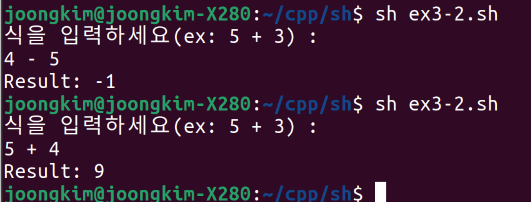 joongkim@joongkim-X280:~/cpp/sh$ sh ex3-2.sh
식을 입력하세요(ex: 5 + 3) :
4 - 5
Result: -1
joongkim@joongkim-X280:~/cpp/sh$ sh ex3-2.sh
식을 입력하세요(ex: 5 + 3) :
5 + 4
Result: 9
joongkim@joongkim-X280:~/cpp/sh$